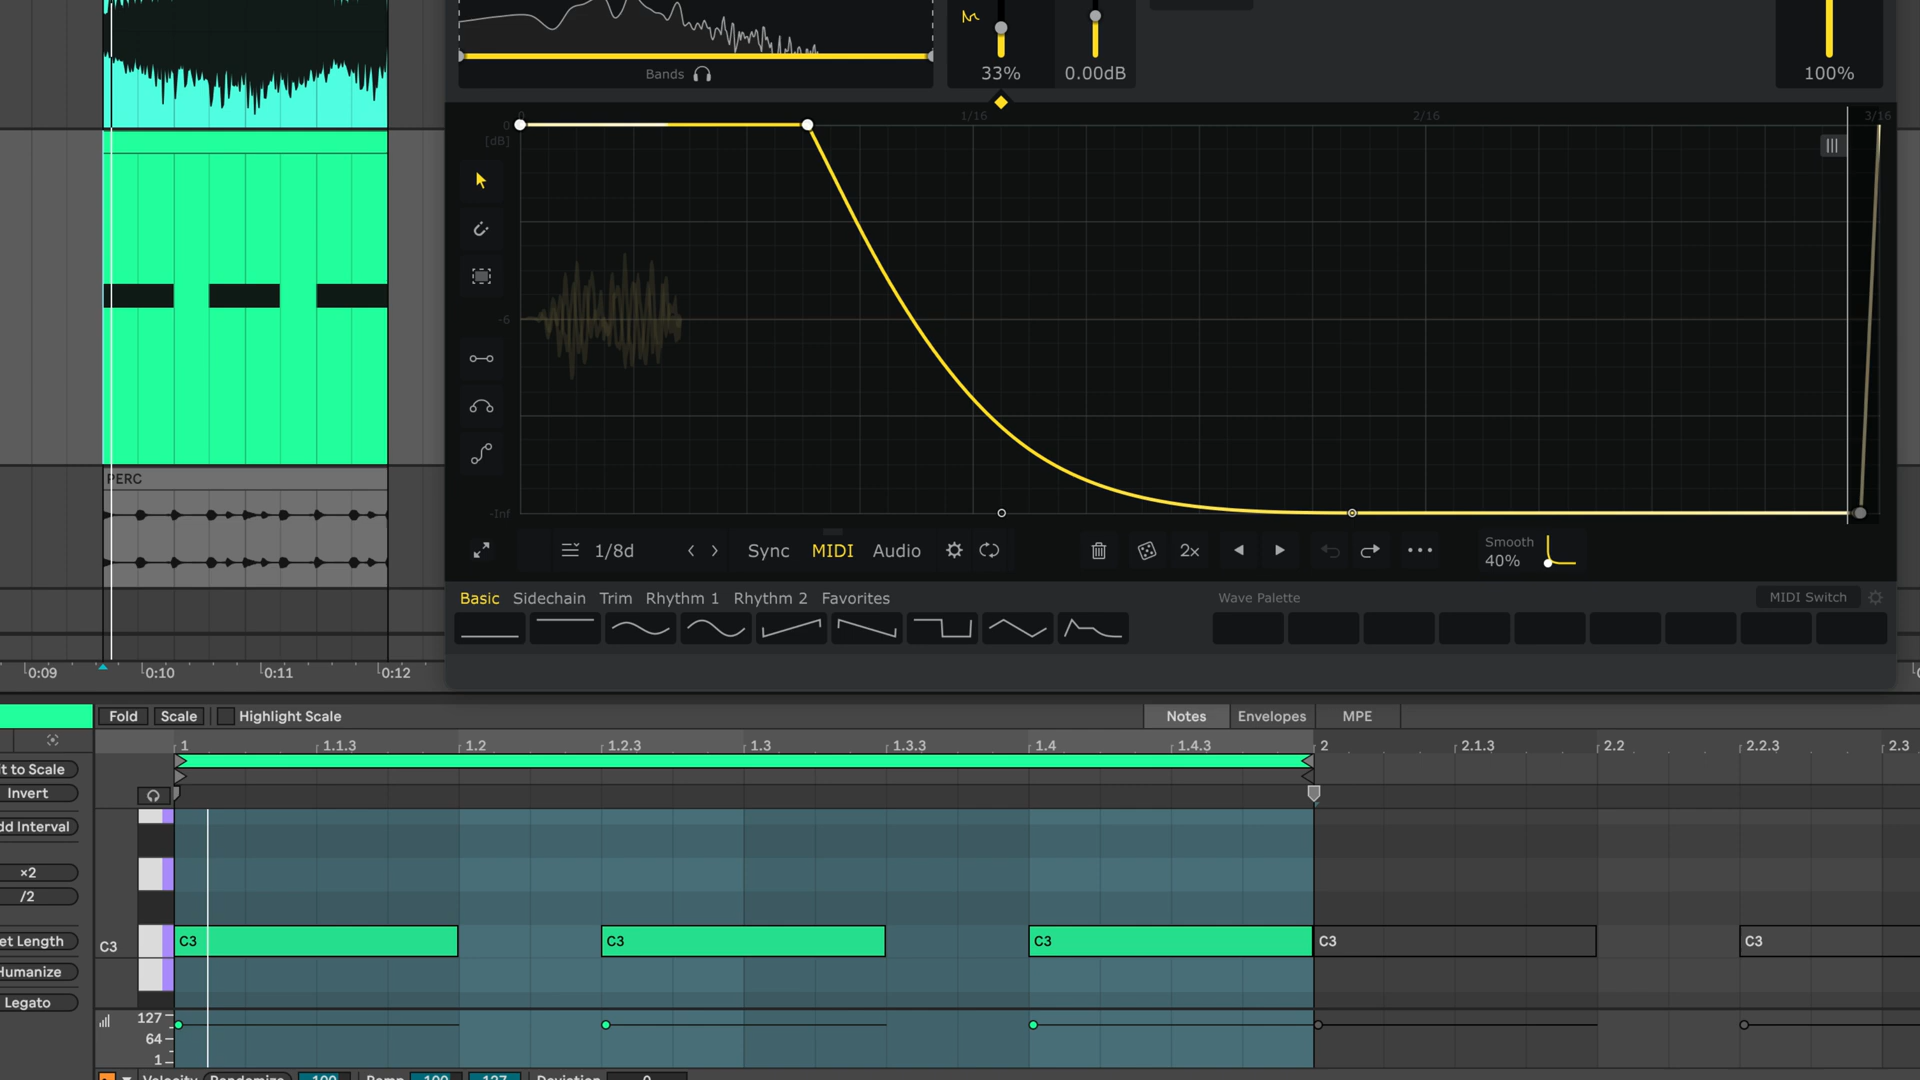 Bands
33%
0.00dB
100%
0
1/16
2/16
3/16
[dB]
-6
-Inf
1/8d
Sync
MIDI
Audio
2x
Smooth
40%
Basic
Sidechain
Trim
Rhythm 1
Rhythm 2
Favorites
Wave Palette
MIDI Switch
PERC
0:09
0:10
0:11
0:12
Fold
Scale
Highlight Scale
Notes
Envelopes
MPE
1
1.1.3
1.2
1.2.3
1.3
1.3.3
1.4
1.4.3
2
2.1.3
2.2
2.2.3
2.3
t to Scale
Invert
dd Interval
×2
/2
et Length
Humanize
Legato
C3
C3
C3
C3
C3
C3
127
64
1
Velocity
Randomize
100
Ramp
100
127
Deviation
0